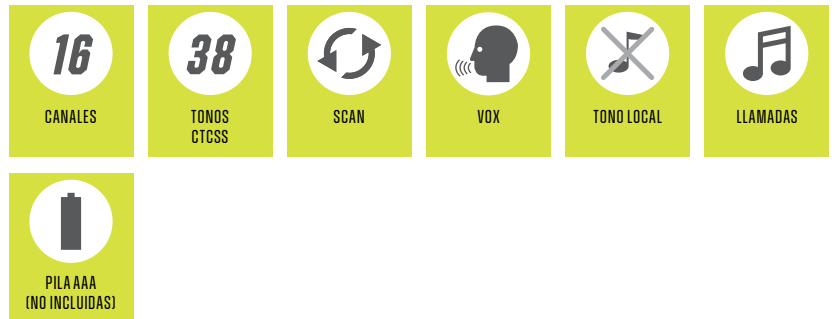 16
CANALES
38
TONOS
CTCSS
SCAN
VOX
TONO LOCAL
LLAMADAS
PILA AAA
(NO INCLUIDAS)